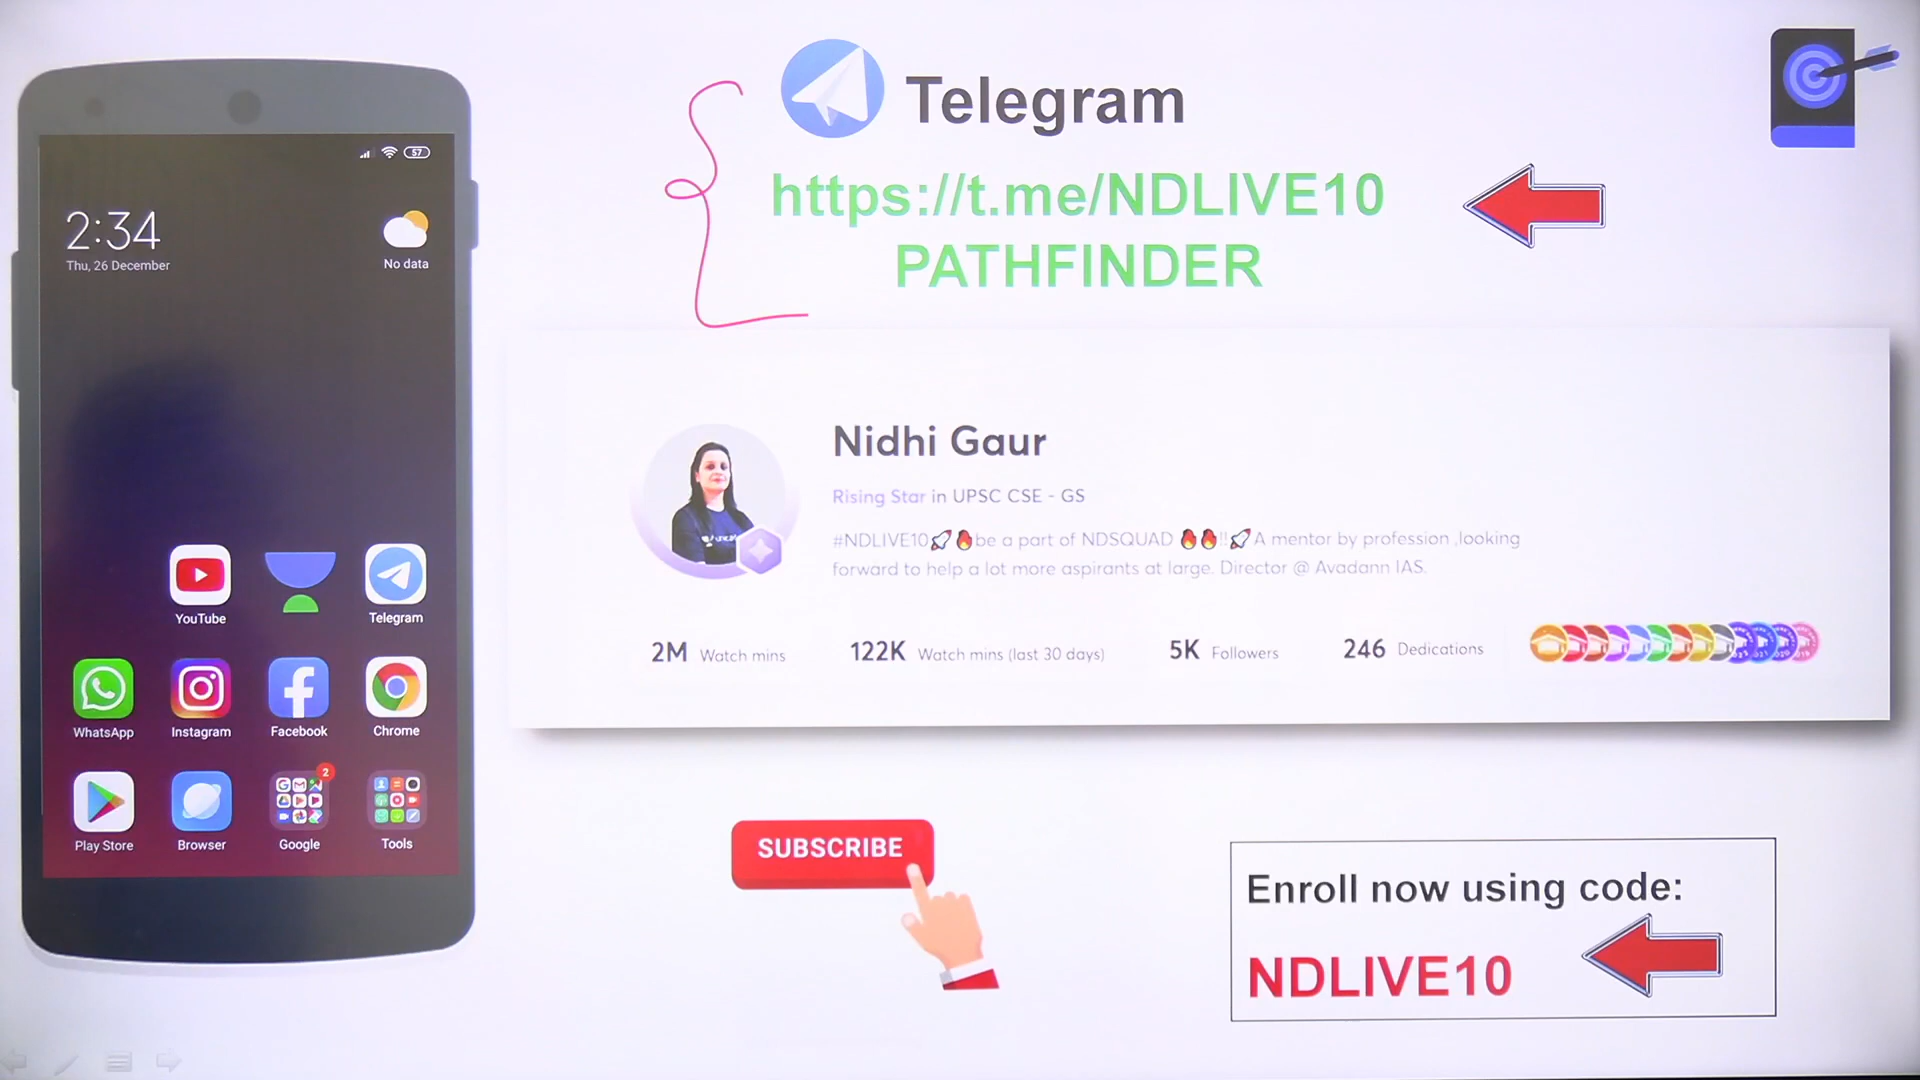 57
2:34
Thu, 26 December
No data
YouTube
Telegram
WhatsApp
Instagram
Facebook
Chrome
2
Play Store
Browser
Google
Tools
Telegram
https://t.me/NDLIVE10
PATHFINDER
Nidhi Gaur
Rising Star in UPSC CSE - GS
#NDLIVE10🚀🔥be a part of NDSQUAD 🔥🔥!!🚀A mentor by profession ,looking
forward to help a lot more aspirants at large. Director @ Avadann IAS.
2M Watch mins
122K Watch mins (last 30 days)
5K Followers
246 Dedications
SUBSCRIBE
Enroll now using code:
NDLIVE10